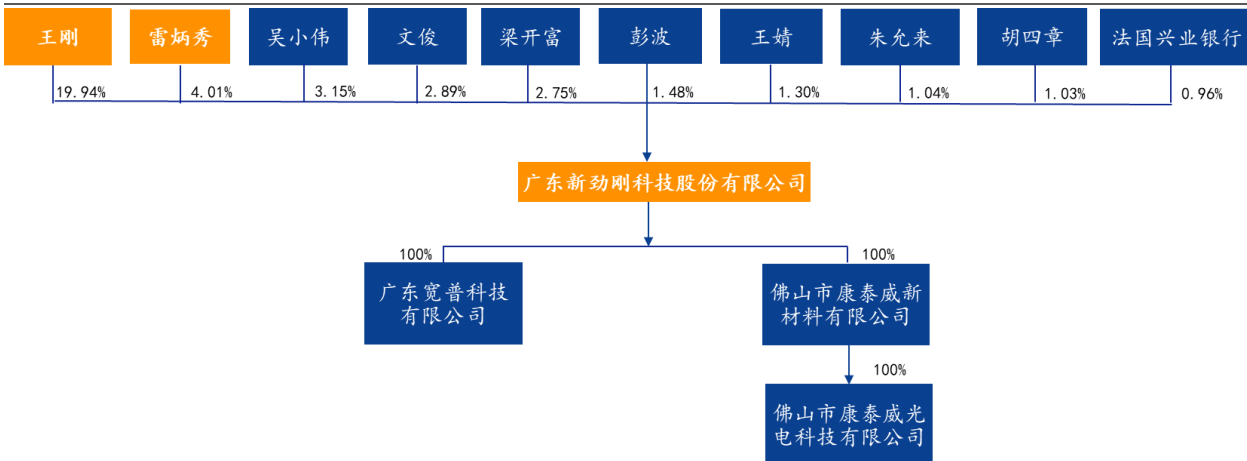 王刚
雷炳秀
吴小伟
文俊
梁开富
彭波
王婧
朱允来
胡四章
法国兴业银行
19.94%
4.01%
3.15%
2.89%
2.75%
1.48%
1.30%
1.04%
1.03%
0.96%
广东新劲刚科技股份有限公司
100%
100%
广东宽普科技
有限公司
佛山市康泰威新
材料有限公司
100%
佛山市康泰威光
电科技有限公司